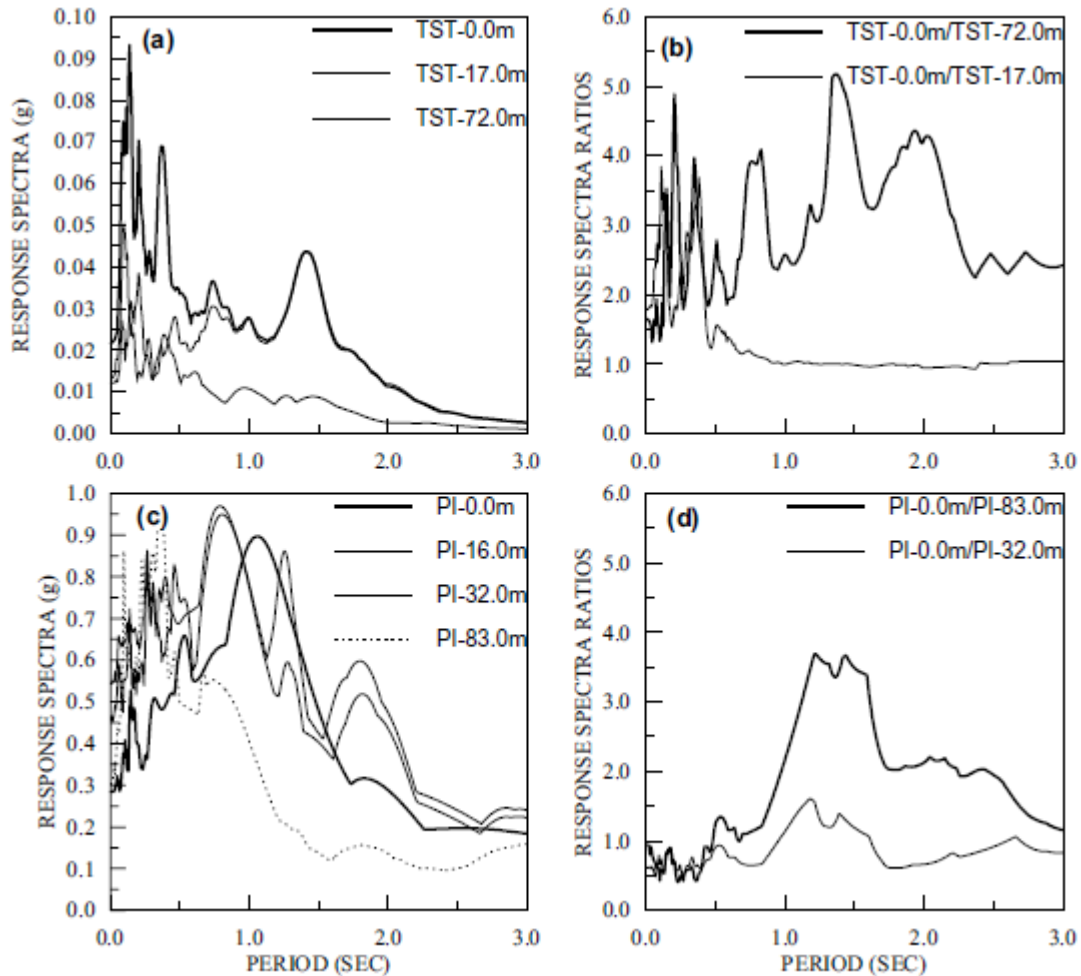 (a)
TST-0.0m
TST-17.0m
TST-72.0m
RESPONSE SPECTRA (g)
0.10
0.09
0.08
0.07
0.06
0.05
0.04
0.03
0.02
0.01
0.00
0.0 1.0 2.0 3.0
(b)
TST-0.0m/TST-72.0m
TST-0.0m/TST-17.0m
RESPONSE SPECTRA RATIOS
6.0
5.0
4.0
3.0
2.0
1.0
0.0
0.0 1.0 2.0 3.0
(c)
PI-0.0m
PI-16.0m
PI-32.0m
PI-83.0m
RESPONSE SPECTRA (g)
1.0
0.9
0.8
0.7
0.6
0.5
0.4
0.3
0.2
0.1
0.0
0.0 1.0 2.0 3.0
PERIOD (SEC)
(d)
PI-0.0m/PI-83.0m
PI-0.0m/PI-32.0m
RESPONSE SPECTRA RATIOS
6.0
5.0
4.0
3.0
2.0
1.0
0.0
0.0 1.0 2.0 3.0
PERIOD (SEC)